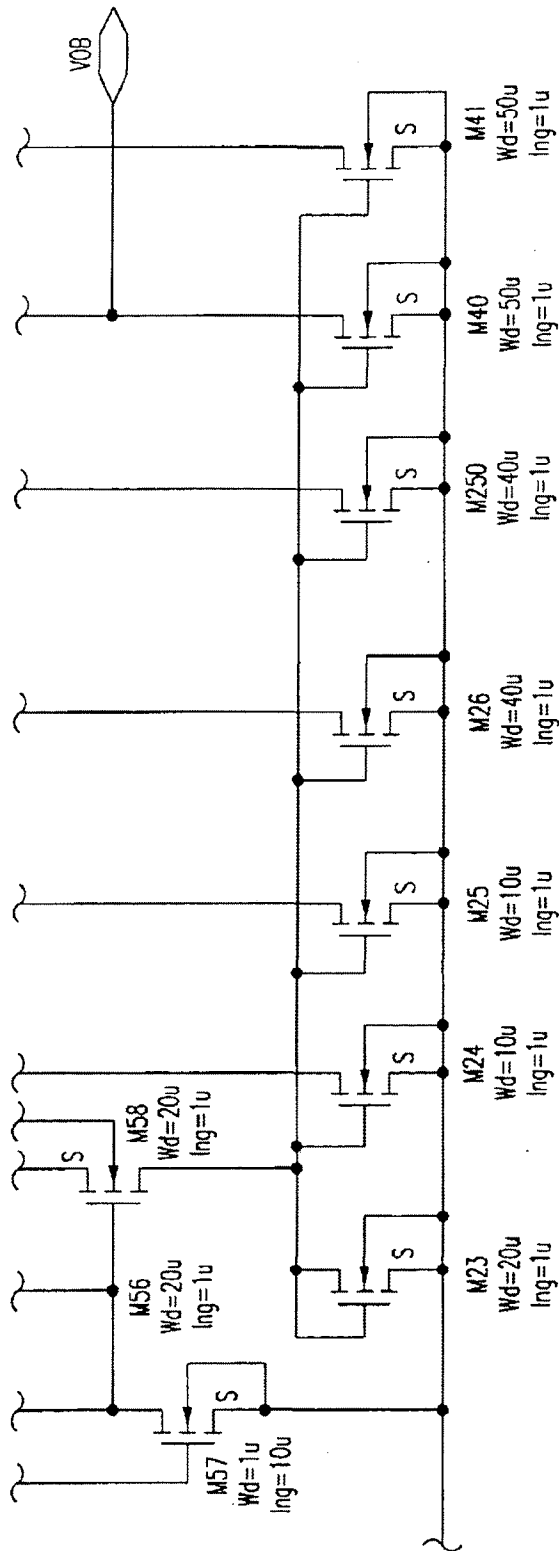 VOB
S
M58
Wd=20u
lng=1u
M56
Wd=20u
lng=1u
S
M57
Wd=1u
lng=10u
S
M23
Wd=20u
lng=1u
S
M24
Wd=10u
lng=1u
S
M25
Wd=10u
lng=1u
S
M26
Wd=40u
lng=1u
S
M250
Wd=40u
lng=1u
S
M40
Wd=50u
lng=1u
S
M41
Wd=50u
lng=1u